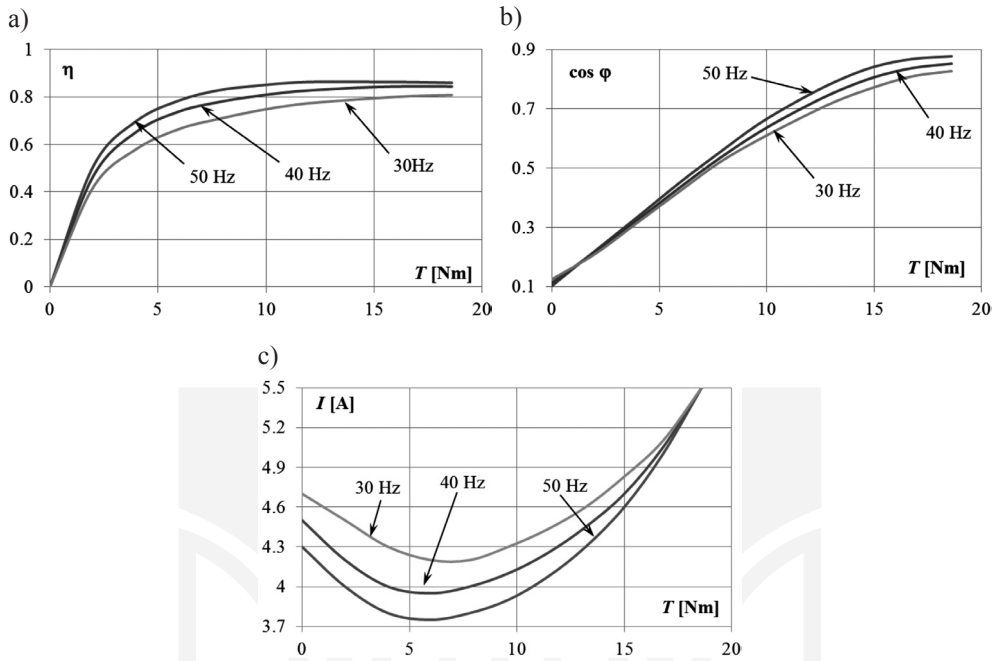 a)
1
0.8
0.6
0.4
0.2
0
η
50 Hz
40 Hz
30Hz
T [Nm]
0 5 10 15 20
b)
0.9
0.7
0.5
0.3
0.1
cos φ
50 Hz
40 Hz
30 Hz
T [Nm]
0 5 10 15 20
c)
5.5
5.2
4.9
4.6
4.3
4
3.7
I [A]
30 Hz
40 Hz
50 Hz
T [Nm]
0 5 10 15 20